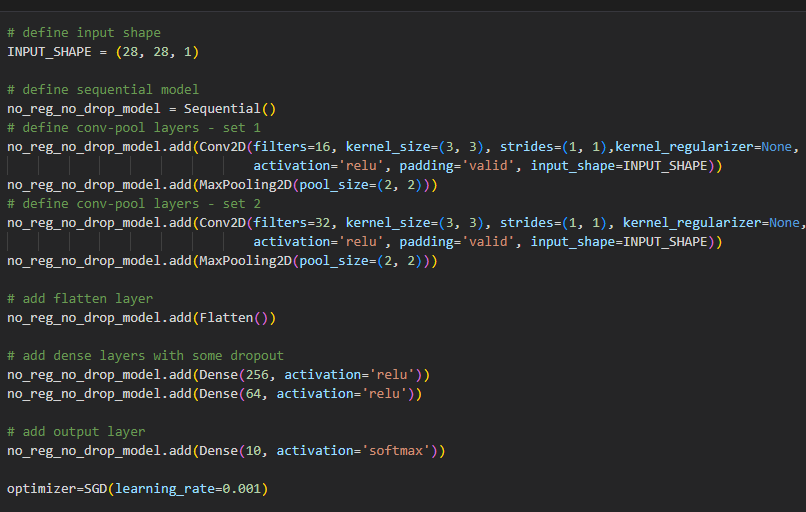 # define input shape
INPUT_SHAPE = (28, 28, 1)
# define sequential model
no_reg_no_drop_model = Sequential()
# define conv-pool layers - set 1
no_reg_no_drop_model.add(Conv2D(filters=16, kernel_size=(3, 3), strides=(1, 1),kernel_regularizer=None,
activation='relu', padding='valid', input_shape=INPUT_SHAPE))
no_reg_no_drop_model.add(MaxPooling2D(pool_size=(2, 2)))
# define conv-pool layers - set 2
no_reg_no_drop_model.add(Conv2D(filters=32, kernel_size=(3, 3), strides=(1, 1), kernel_regularizer=None,
activation='relu', padding='valid', input_shape=INPUT_SHAPE))
no_reg_no_drop_model.add(MaxPooling2D(pool_size=(2, 2)))
# add flatten layer
no_reg_no_drop_model.add(Flatten())
# add dense layers with some dropout
no_reg_no_drop_model.add(Dense(256, activation='relu'))
no_reg_no_drop_model.add(Dense(64, activation='relu'))
# add output layer
no_reg_no_drop_model.add(Dense(10, activation='softmax'))
optimizer=SGD(learning_rate=0.001)